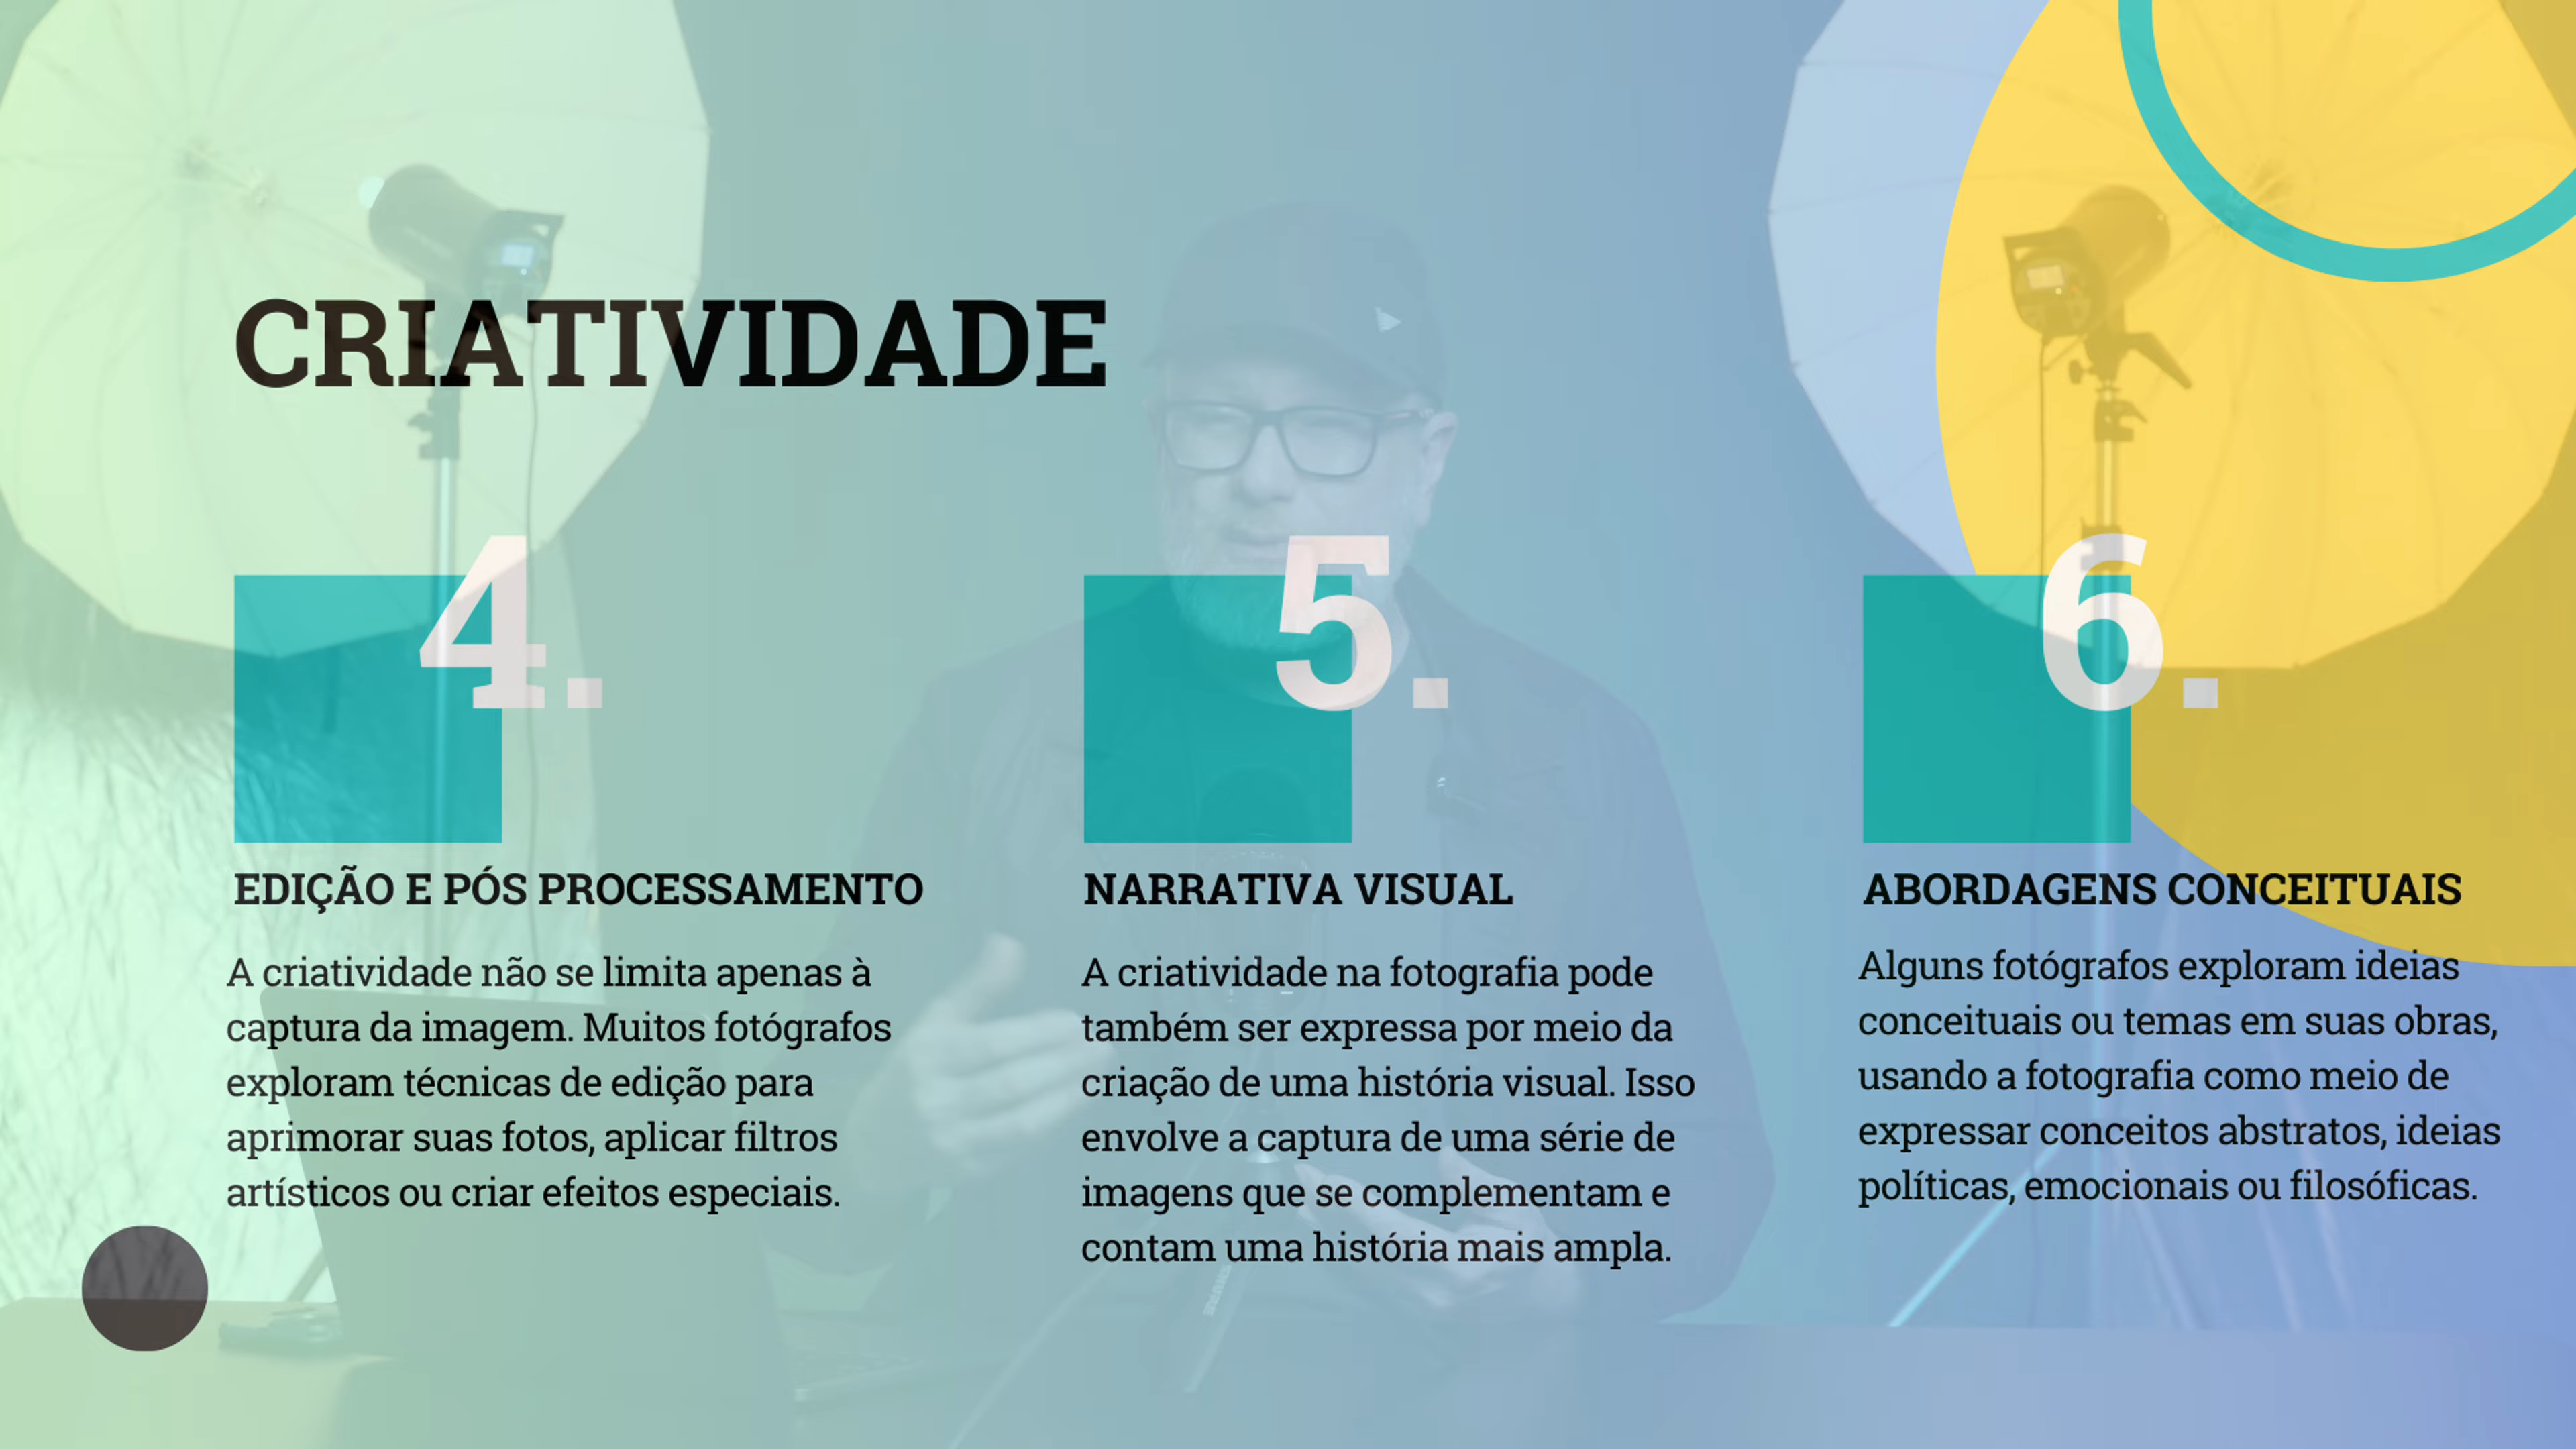 CRIATIVIDADE
4.
EDIÇÃO E PÓS PROCESSAMENTO
A criatividade não se limita apenas à
captura da imagem. Muitos fotógrafos
exploram técnicas de edição para
aprimorar suas fotos, aplicar filtros
artísticos ou criar efeitos especiais.
5.
NARRATIVA VISUAL
A criatividade na fotografia pode
também ser expressa por meio da
criação de uma história visual. Isso
envolve a captura de uma série de
imagens que se complementam e
contam uma história mais ampla.
6.
ABORDAGENS CONCEITUAIS
Alguns fotógrafos exploram ideias
conceituais ou temas em suas obras,
usando a fotografia como meio de
expressar conceitos abstratos, ideias
políticas, emocionais ou filosóficas.
SHURE